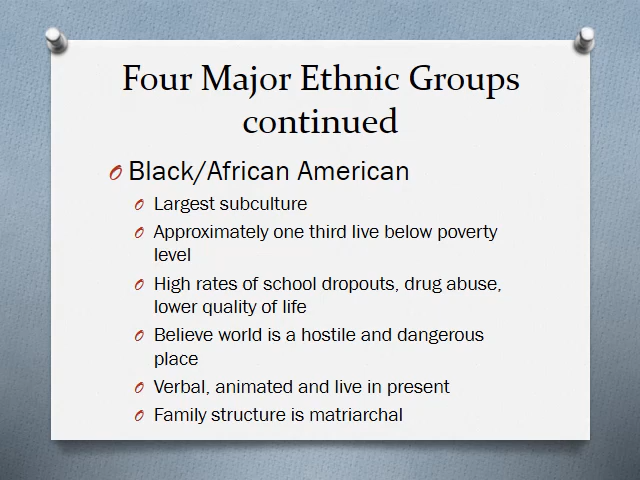 Four Major Ethnic Groups
continued
Black/African American
Largest subculture
Approximately one third live below poverty
level
High rates of school dropouts, drug abuse,
lower quality of life
Believe world is a hostile and dangerous
place
Verbal, animated and live in present
Family structure is matriarchal